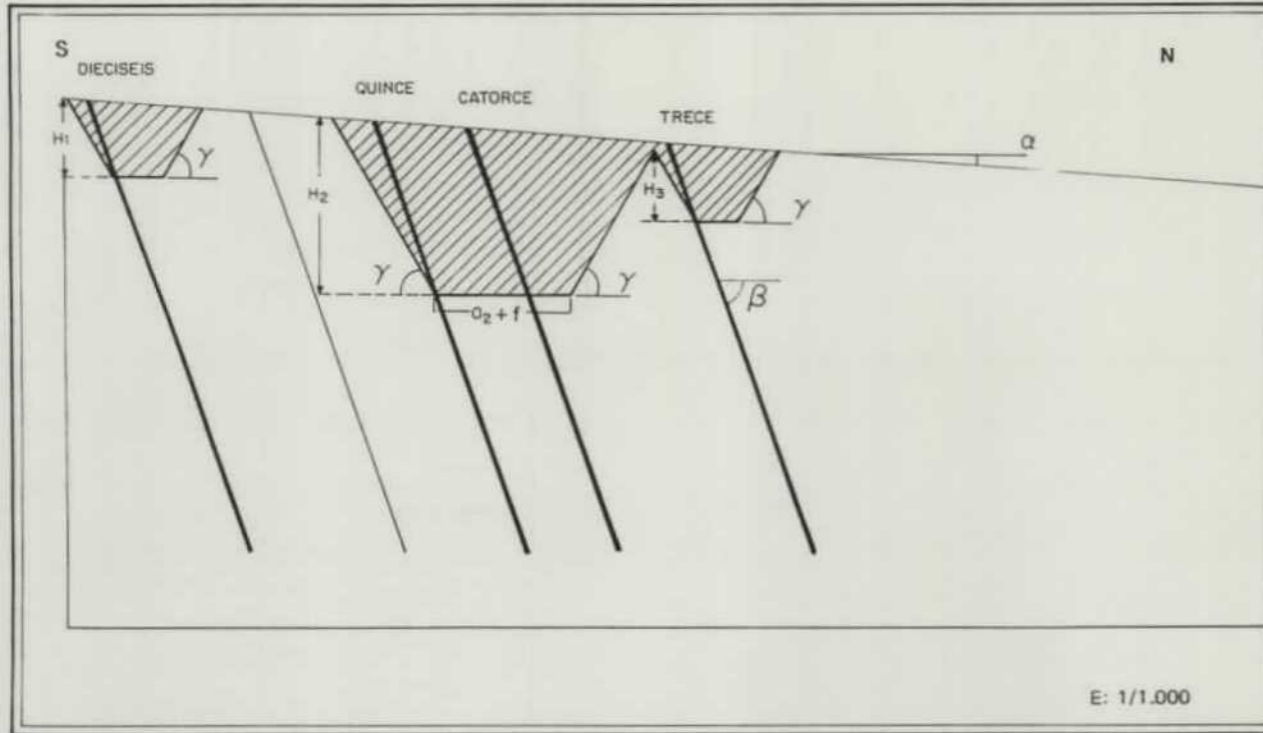 S
N
DIECISEIS
QUINCE
CATORCE
TRECE
H1
γ
H2
H3
α
γ
γ
γ
β
O2 + f
E: 1/1.000